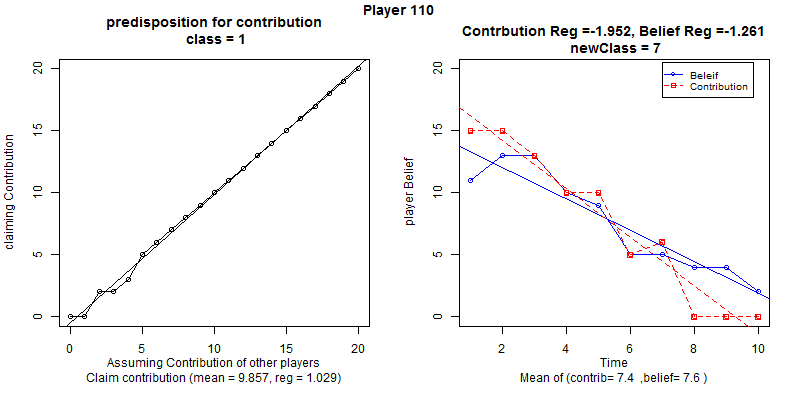 Player 110
predisposition for contribution
class = 1
claiming Contribution
20
15
10
5
0
0 5 10 15 20
Assuming Contribution of other players
Claim contribution (mean = 9.857, reg = 1.029)
Contrbution Reg =-1.952, Belief Reg =-1.261
newClass = 7
player Belief
20
15
10
5
0
Beleif
Contribution
2 4 6 8 10
Time
Mean of (contrib= 7.4 ,belief= 7.6 )